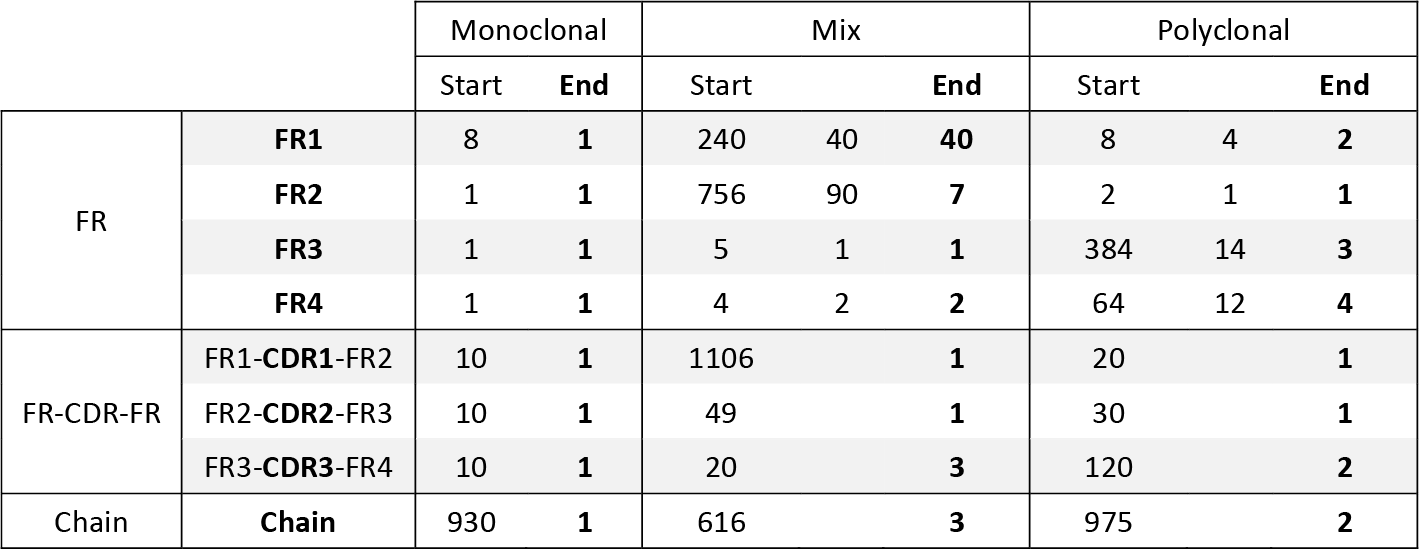 Monoclonal Mix Polyclonal
Start End Start End Start End
FR1 8 1 240 40 40 8 4 2
FR2 1 1 756 90 7 2 1 1
FR
FR3 1 1 5 1 1 384 14 3
FR4 1 1 4 2 2 64 12 4
FR1-CDR1-FR2 10 1 1106 1 20 1
FR-CDR-FR FR2-CDR2-FR3 10 1 49 1 30 1
FR3-CDR3-FR4 10 1 20 3 120 2
Chain Chain 930 1 616 3 975 2